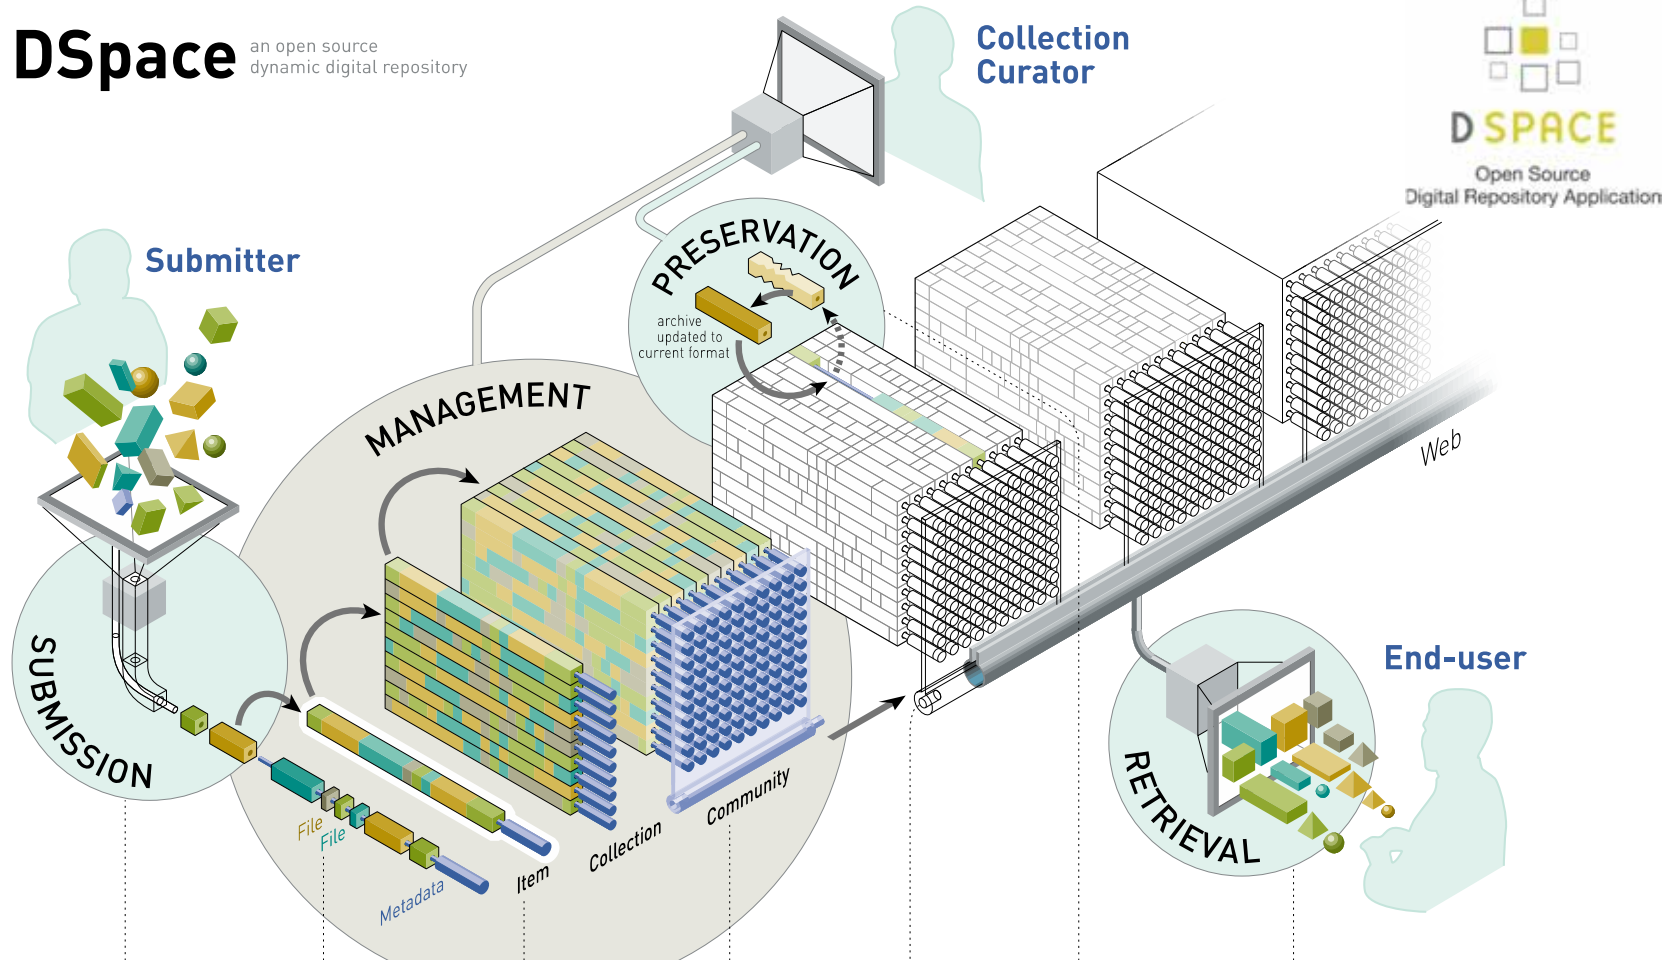 DSpace
an open source
dynamic digital repository
Collection
Curator
D SPACE
Open Source
Digital Repository Application
Submitter
PRESERVATION
archive
updated to
current format
MANAGEMENT
Web
SUBMISSION
End-user
RETRIEVAL
File
File
Metadata
Item
Collection
Community